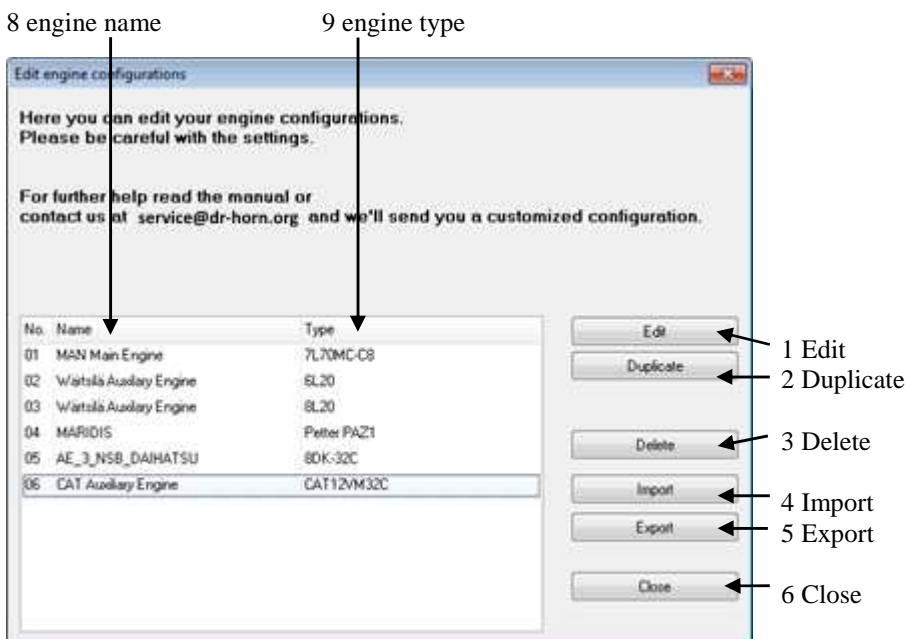 8 engine name
9 engine type
Edit engine configurations
Here you can edit your engine configurations.
Please be careful with the settings.
For further help read the manual or
contact us at service@dr-horn.org and we'll send you a customized configuration.
No. Name Type
01 MAN Main Engine 7L70MC-C8
02 Wärtsilä Auxilary Engine 6L20
03 Wärtsilä Auxilary Engine 8L20
04 MARIDIS Petter PAZ1
05 AE_3_NSB_DAIHATSU 8DK-32C
06 CAT Auxiliary Engine CAT12VM32C
Edit
Duplicate
Delete
Import
Export
Close
1 Edit
2 Duplicate
3 Delete
4 Import
5 Export
6 Close